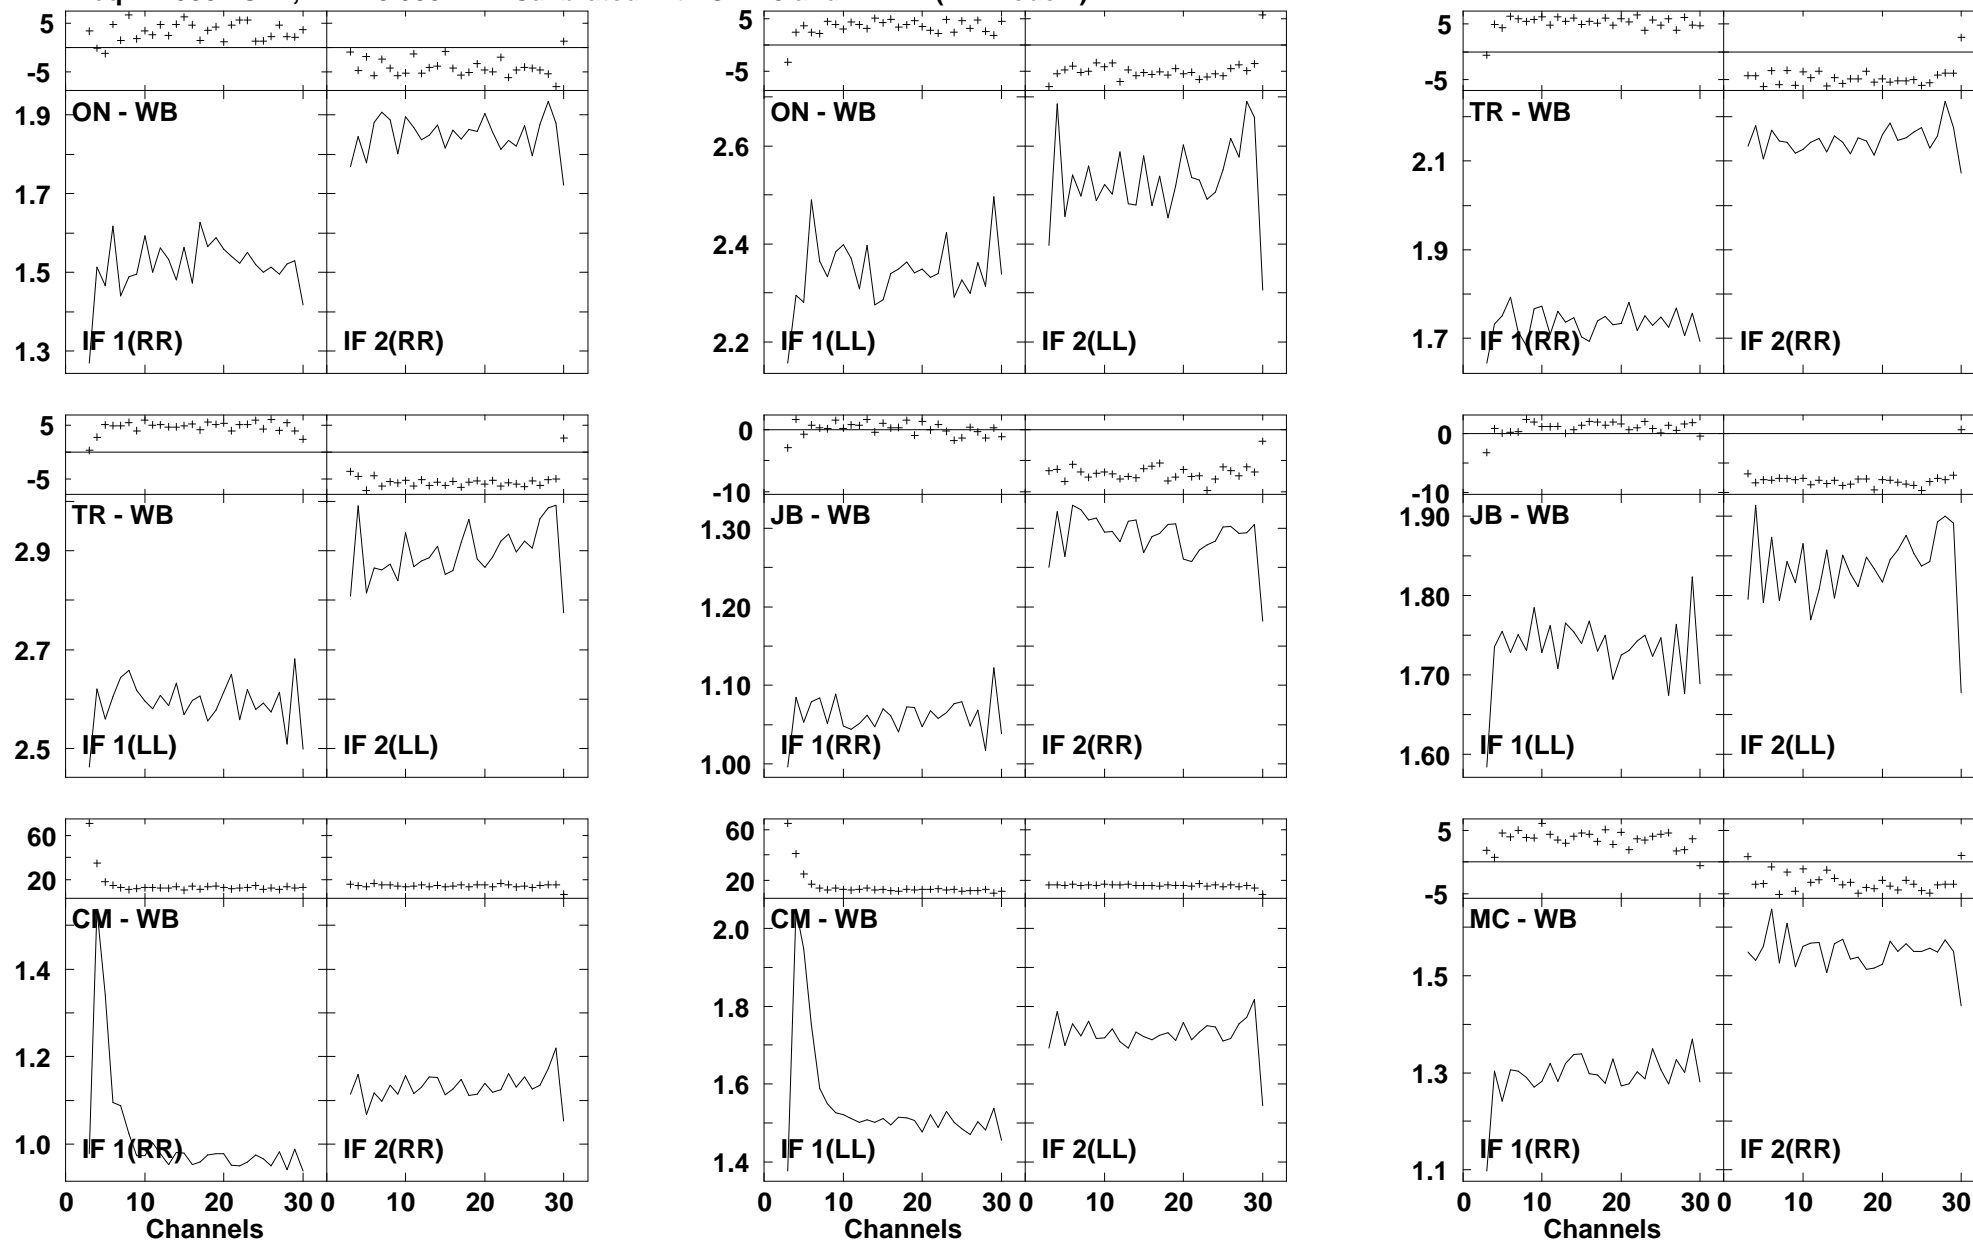 5
-5
ON - WB
1.9
1.7
1.5
1.3
IF 1(RR)
IF 2(RR)
5
-5
ON - WB
2.6
2.4
2.2
IF 1(LL)
IF 2(LL)
5
-5
TR - WB
2.1
1.9
1.7
IF 1(RR)
IF 2(RR)
5
-5
TR - WB
2.9
2.7
2.5
IF 1(LL)
IF 2(LL)
0
-10
JB - WB
1.30
1.20
1.10
1.00
IF 1(RR)
IF 2(RR)
0
-10
JB - WB
1.90
1.80
1.70
1.60
IF 1(LL)
IF 2(LL)
60
20
CM - WB
1.4
1.2
1.0
IF 1(RR)
IF 2(RR)
0 10 20 30 0 10 20 30
Channels
60
20
CM - WB
2.0
1.8
1.6
1.4
IF 1(LL)
IF 2(LL)
0 10 20 30 0 10 20 30
5
-5
MC - WB
1.5
1.3
1.1
IF 1(RR)
IF 2(RR)
0 10 20 30 0 10 20 30
Channels